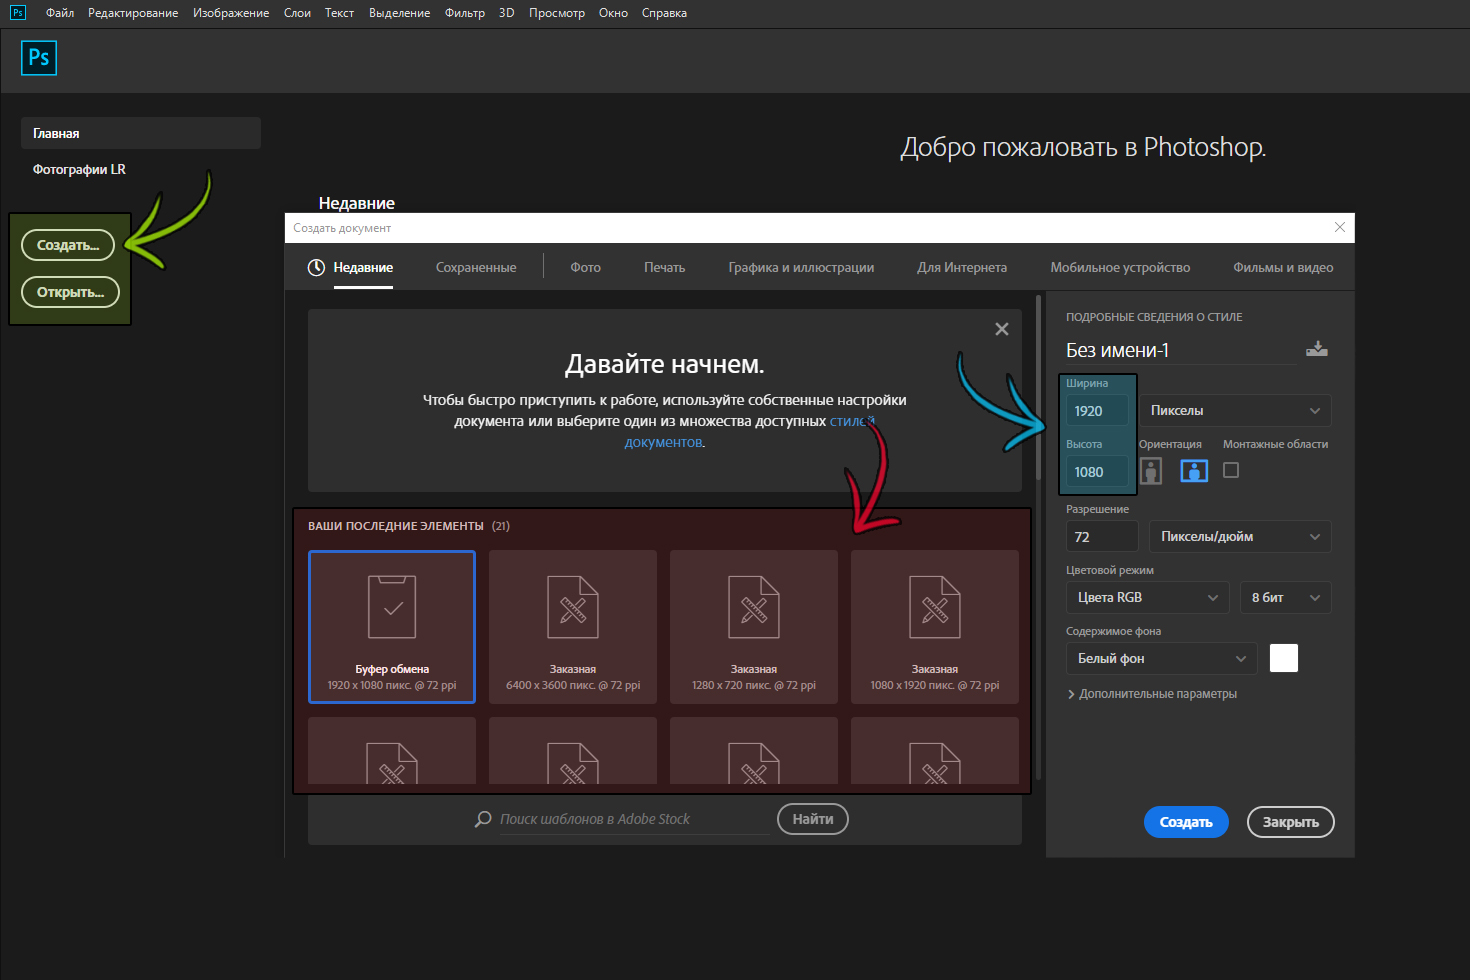 Ps Файл Редактирование Изображение Слои Текст Выделение Фильтр 3D Просмотр Окно Справка
Ps
Главная
Фотографии LR
Создать...
Открыть...
Добро пожаловать в Photoshop.
Недавние
Создать документ
Недавние Сохраненные Фото Печать Графика и иллюстрации Для Интернета Мобильное устройство Фильмы и видео
Давайте начнем.
Чтобы быстро приступить к работе, используйте собственные настройки
документа или выберите один из множества доступных стилей
документов.
ВАШИ ПОСЛЕДНИЕ ЭЛЕМЕНТЫ (21)
Буфер обмена
1920 x 1080 пикс. @ 72 ppi
Заказная
6400 x 3600 пикс. @ 72 ppi
Заказная
1280 x 720 пикс. @ 72 ppi
Заказная
1080 x 1920 пикс. @ 72 ppi
Поиск шаблонов в Adobe Stock
Найти
ПОДРОБНЫЕ СВЕДЕНИЯ О СТИЛЕ
Без имени-1
Ширина
1920 Пикселы
Высота Ориентация Монтажные области
1080
Разрешение
72 Пикселы/дюйм
Цветовой режим
Цвета RGB 8 бит
Содержимое фона
Белый фон
Дополнительные параметры
Создать Закрыть